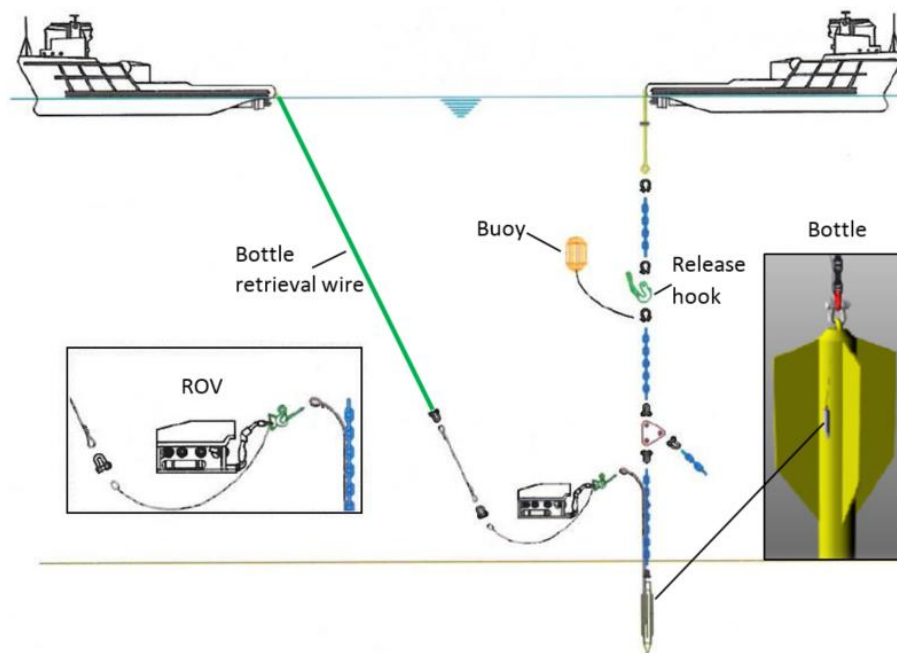 Bottle
retrieval wire
Buoy
Release
hook
Bottle
ROV